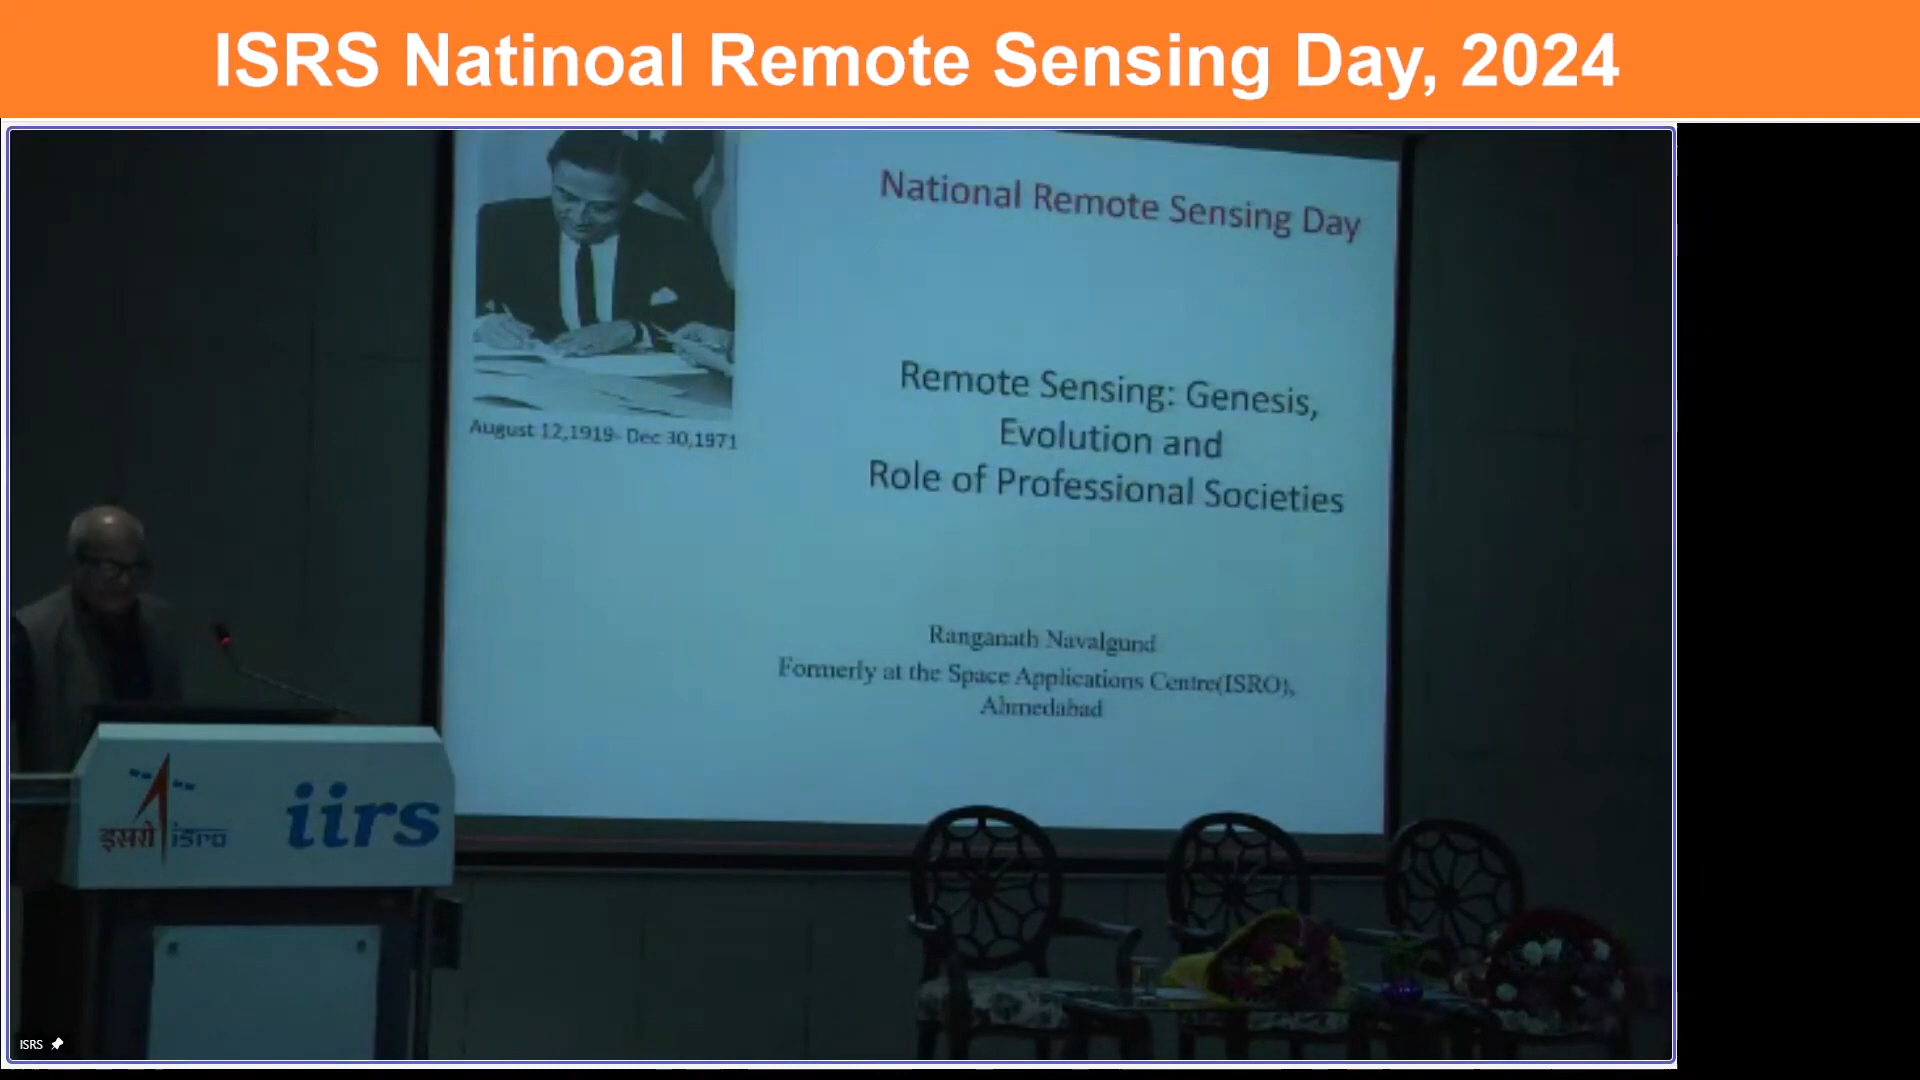 ISRS Natinoal Remote Sensing Day, 2024
National Remote Sensing Day
August 12,1919- Dec 30,1971
Remote Sensing: Genesis,
Evolution and
Role of Professional Societies
Ranganath Navalgund
Formerly at the Space Applications Centre(ISRO),
Ahmedabad
इसरो isro
iirs
ISRS